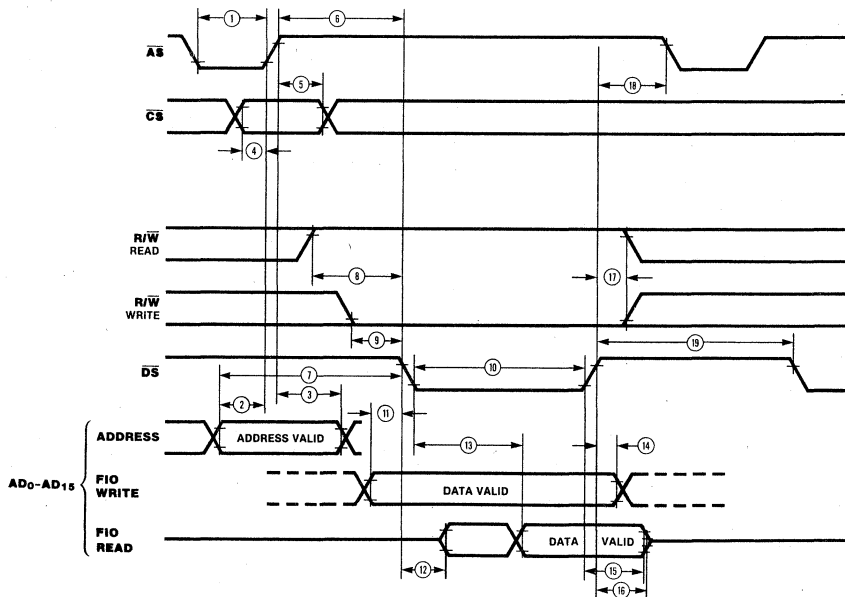 1 6
AS
5 18
CS
4
R/W
READ
8 17
R/W
WRITE
9 10 19
DS
7
2 3 11 13
ADDRESS ADDRESS VALID
14
AD0-AD15 FIO
WRITE DATA VALID
FIO
READ DATA VALID
12 15
16